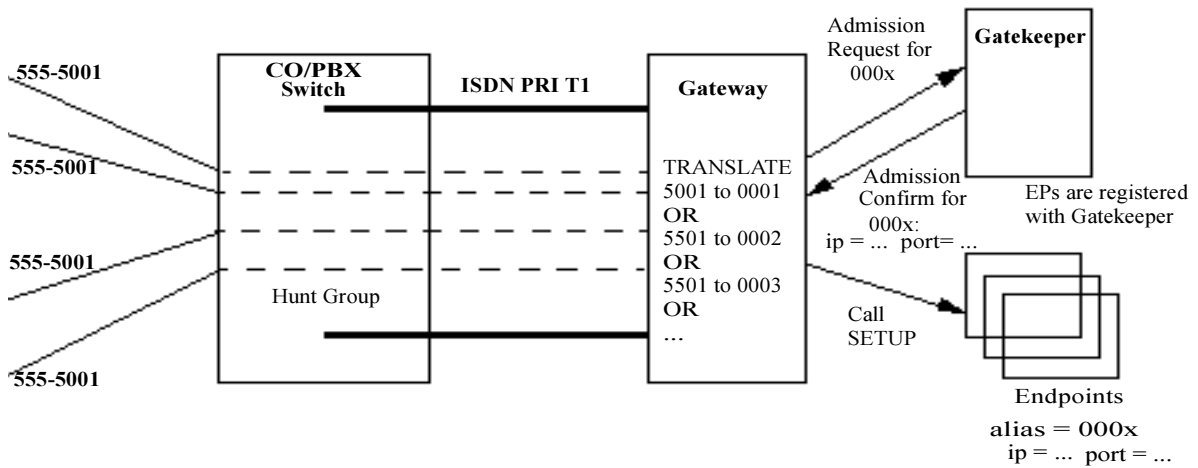 555-5001
555-5001
555-5001
555-5001
CO/PBX
Switch
Hunt Group
ISDN PRI T1
Gateway
TRANSLATE
5001 to 0001
OR
5501 to 0002
OR
5501 to 0003
OR
...
Admission
Request for
000x
Gatekeeper
Admission
Confirm for
000x:
ip = ... port= ...
EPs are registered
with Gatekeeper
Call
SETUP
Endpoints
alias = 000x
ip = ... port = ...